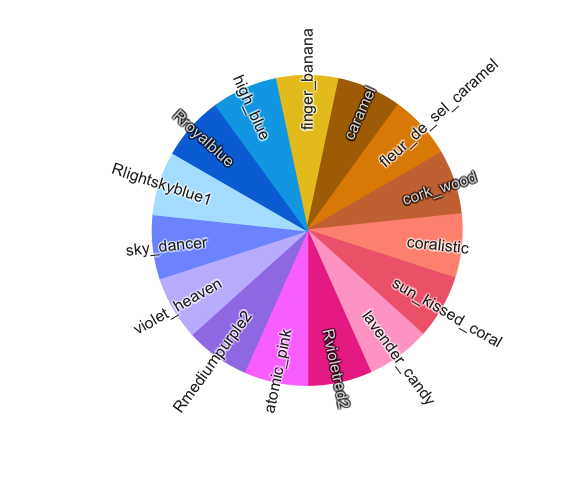 finger_banana
caramel
fleur_de_sel_caramel
cork_wood
coralistic
sun_kissed_coral
lavender_candy
Rvioletred2
atomic_pink
Rmediumpurple2
violet_heaven
sky_dancer
Rlightskyblue1
Rroyalblue
high_blue